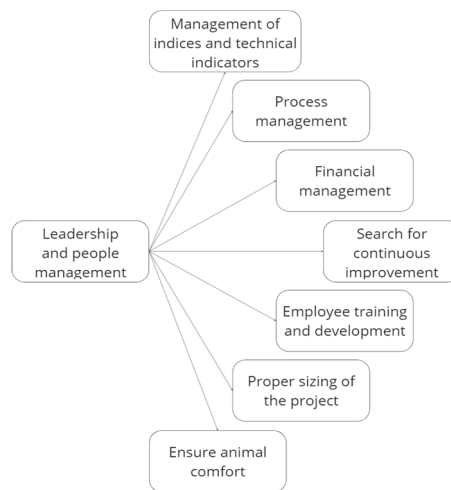 Management of
indices and technical
indicators
Process
management
Financial
management
Leadership
and people
management
Search for
continuous
improvement
Employee training
and development
Proper sizing of
the project
Ensure animal
comfort